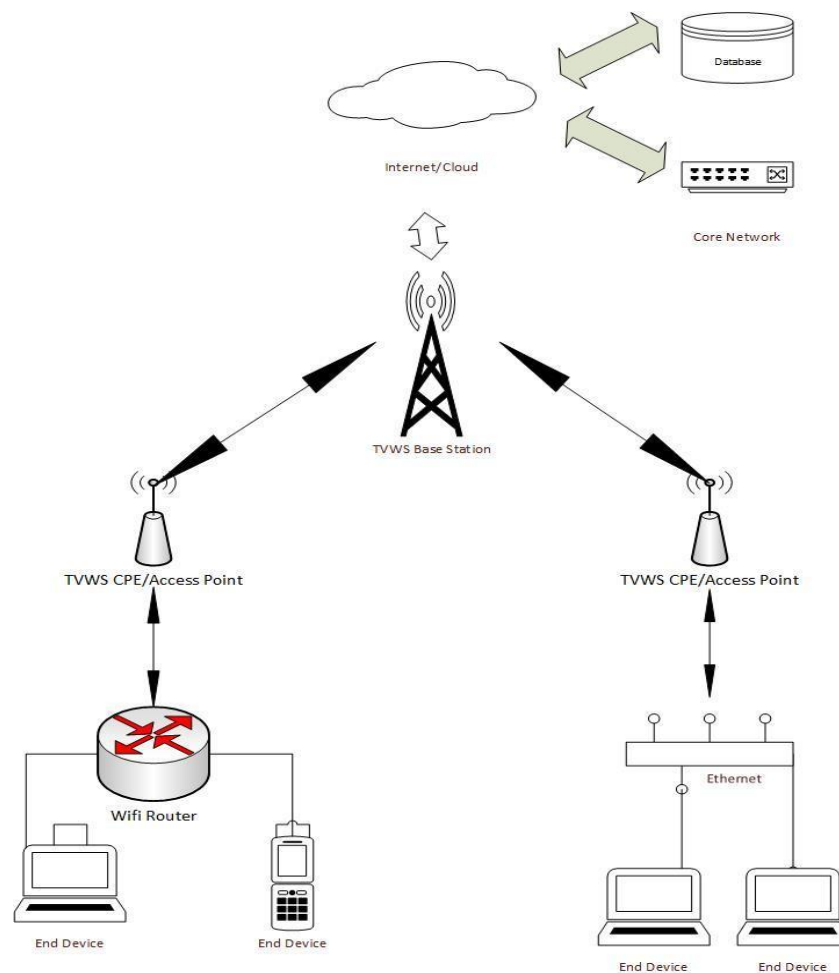 Database
Internet/Cloud
Core Network
TVWS Base Station
TVWS CPE/Access Point
TVWS CPE/Access Point
Ethernet
Wifi Router
End Device
End Device
End Device
End Device